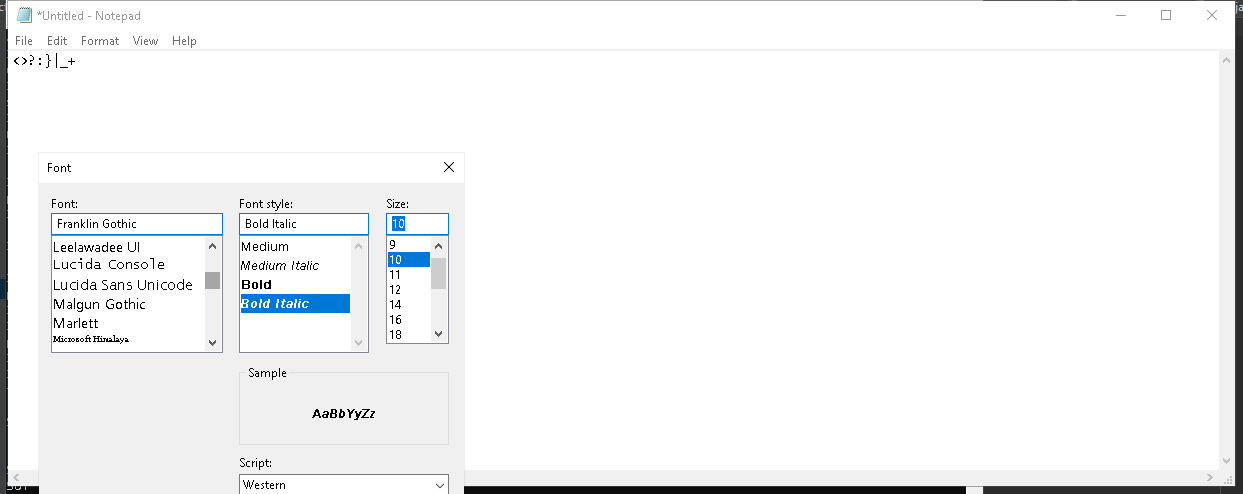 *Untitled - Notepad
File Edit Format View Help
<>?:}|_+
Font
Font: Font style: Size:
Franklin Gothic Bold Italic 10
Leelawadee UI Medium 9
Lucida Console Medium Italic 10
Lucida Sans Unicode Bold 11
Malgun Gothic Bold Italic 12
Marlett 14
Microsoft Himalaya 16
18
Sample
AaBbYyZz
Script:
Western